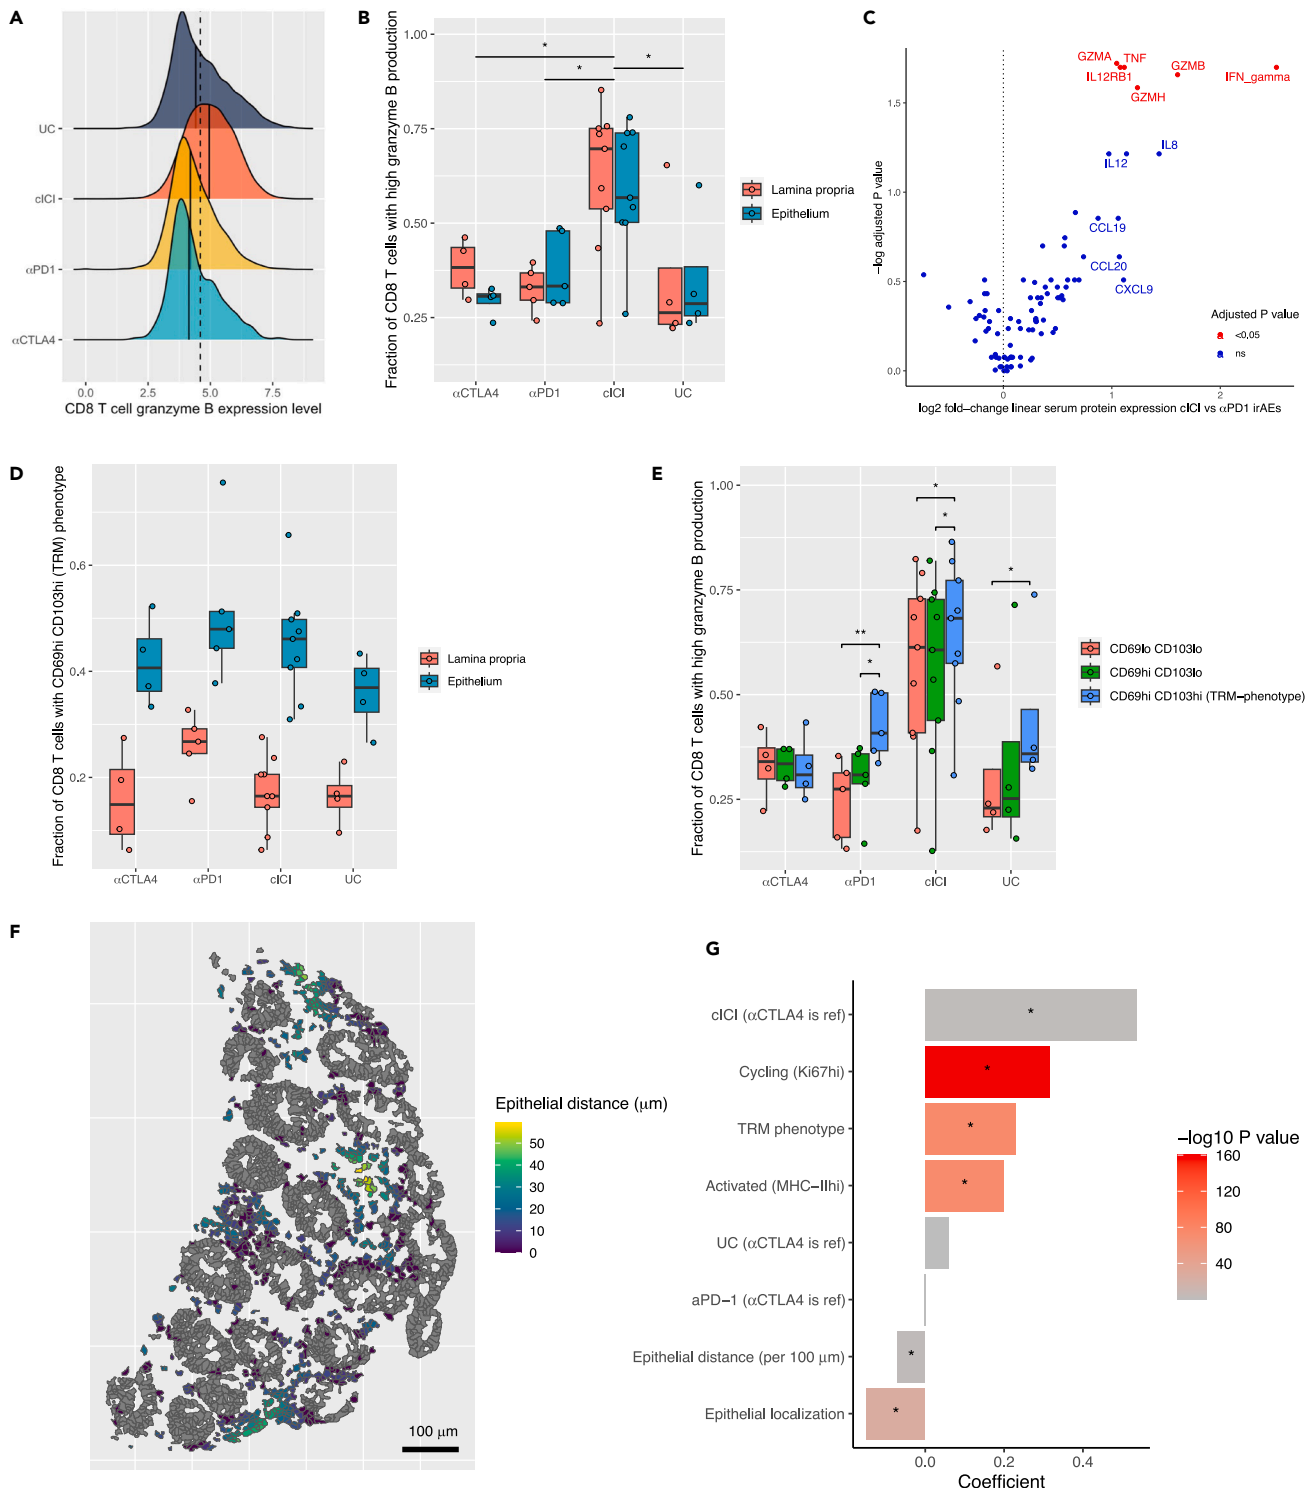 A
UC
cICI
αPD1
αCTLA4
0.0
2.5
5.0
7.5
CD8 T cell granzyme B expression level
B
Fraction of CD8 T cells with high granzyme B production
1.00
0.75
0.50
0.25
*
*
*
αCTLA4
αPD1
cICI
UC
Lamina propria
Epithelium
C
−log adjusted P value
1.5
1.0
0.5
0.0
GZMA
TNF
GZMB
IL12RB1
IFN_gamma
GZMH
IL8
IL12
CCL19
CCL20
CXCL9
Adjusted P value
<0,05
ns
0
1
2
log2 fold−change linear serum protein expression cICI vs αPD1 irAEs
D
Fraction of CD8 T cells with CD69hi CD103hi (TRM) phenotype
0.6
0.4
0.2
αCTLA4
αPD1
cICI
UC
Lamina propria
Epithelium
E
Fraction of CD8 T cells with high granzyme B production
1.00
0.75
0.50
0.25
**
*
*
*
*
αCTLA4
αPD1
cICI
UC
CD69lo CD103lo
CD69hi CD103lo
CD69hi CD103hi (TRM−phenotype)
F
Epithelial distance (μm)
50
40
30
20
10
0
100 μm
G
cICI (αCTLA4 is ref)
*
Cycling (Ki67hi)
*
TRM phenotype
*
Activated (MHC−IIhi)
*
UC (αCTLA4 is ref)
aPD−1 (αCTLA4 is ref)
Epithelial distance (per 100 μm)
*
Epithelial localization
*
0.0
0.2
0.4
Coefficient
−log10 P value
160
120
80
40